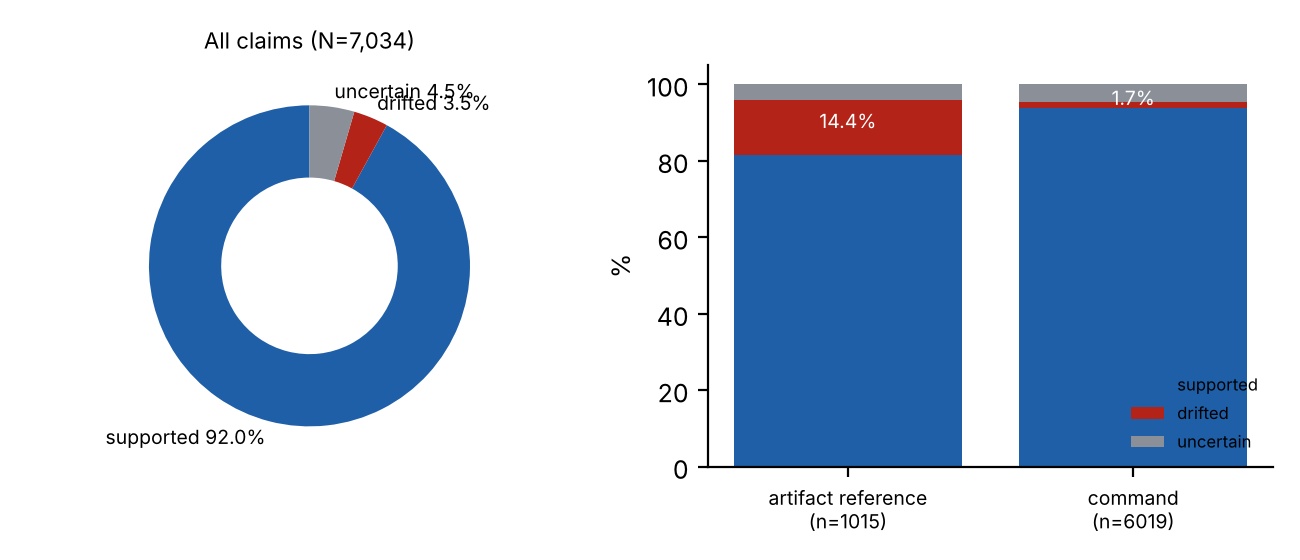 All claims (N=7,034)
uncertain 4.5%
drifted 3.5%
supported 92.0%
%
100
80
60
40
20
0
14.4%
1.7%
supported
drifted
uncertain
artifact reference
(n=1015)
command
(n=6019)